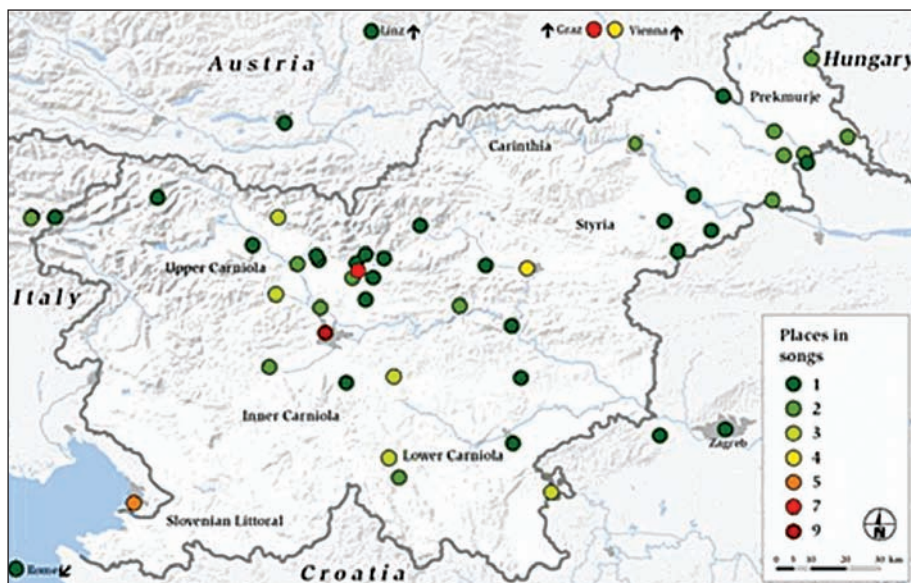 Linz
Graz
Vienna
Austria
Hungary
Prekmurje
Carinthia
Styria
Upper Carniola
Italy
Inner Carniola
Lower Carniola
Zagreb
Slovenian Littoral
Rome
Croatia
Places in
songs
1
2
3
4
5
7
9
N
0 5 10 20 30 km